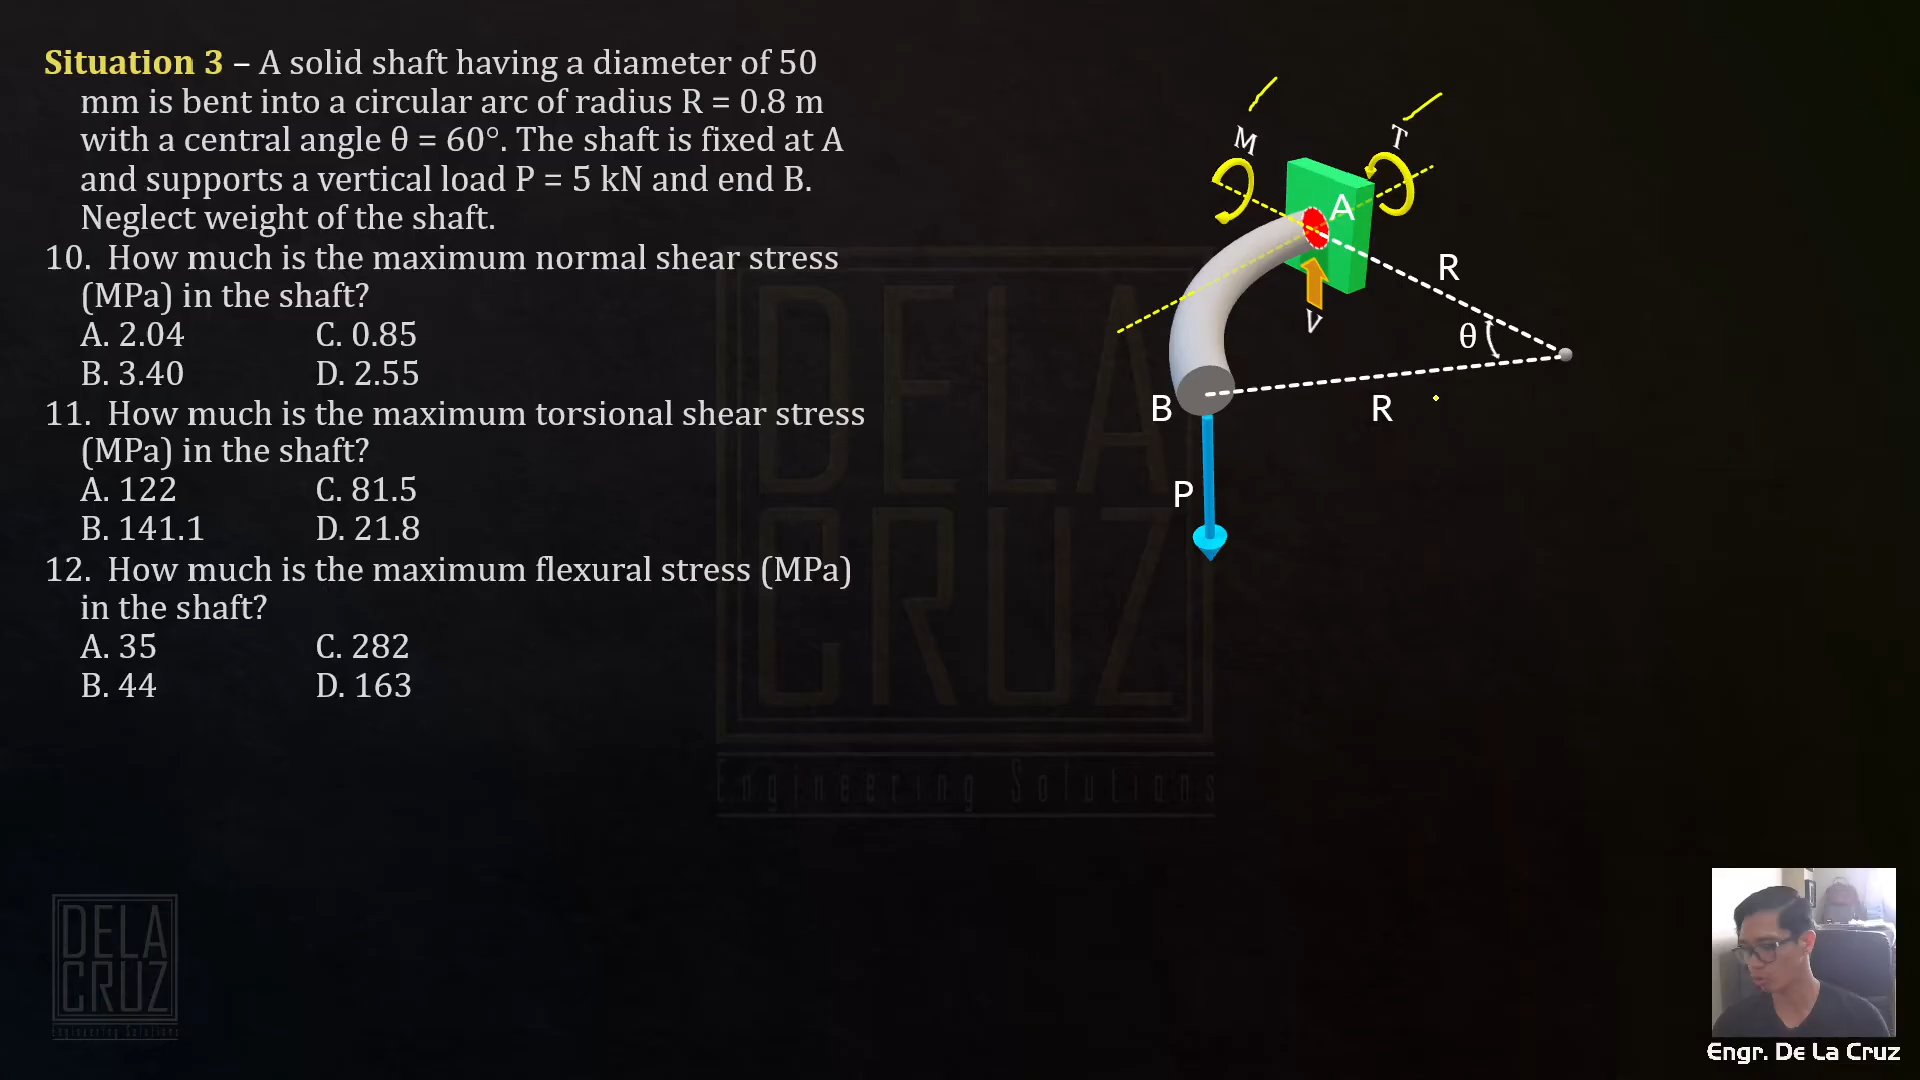 Situation 3 – A solid shaft having a diameter of 50
mm is bent into a circular arc of radius R = 0.8 m
with a central angle θ = 60°. The shaft is fixed at A
and supports a vertical load P = 5 kN and end B.
Neglect weight of the shaft.
10. How much is the maximum normal shear stress
(MPa) in the shaft?
A. 2.04 C. 0.85
B. 3.40 D. 2.55
11. How much is the maximum torsional shear stress
(MPa) in the shaft?
A. 122 C. 81.5
B. 141.1 D. 21.8
12. How much is the maximum flexural stress (MPa)
in the shaft?
A. 35 C. 282
B. 44 D. 163
M
T
A
R
V
θ
B
R
P
DELA
CRUZ
Engineering Solutions
DELA
CRUZ
Engineering Solutions
Engr. De La Cruz